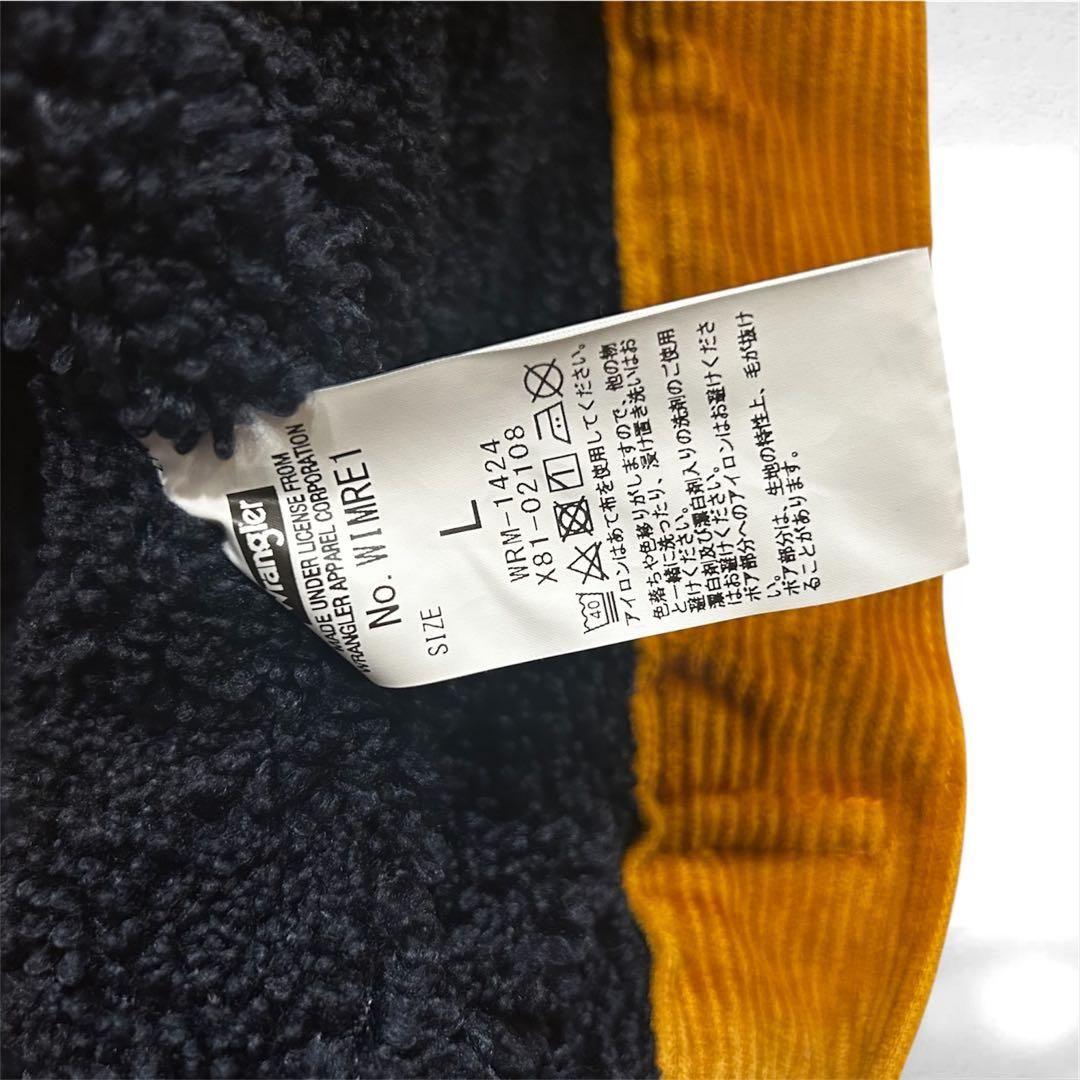 Wrangler
MADE UNDER LICENSE FROM
WRANGLER APPAREL CORPORATION
No. WIMRE1
SIZE
L
WRM-1424
X81-02108
40
アイロンはあて布を使用してください。
色落ちや色移りがしますので、他の物
と一緒に洗ったり、浸け置き洗いはお
避けください。
漂白剤及び漂白剤入りの洗剤のご使用
はお避けください。
ボア部分へのアイロンはお避けくださ
い。
ボア部分は、生地の特性上、毛が抜け
ることがあります。